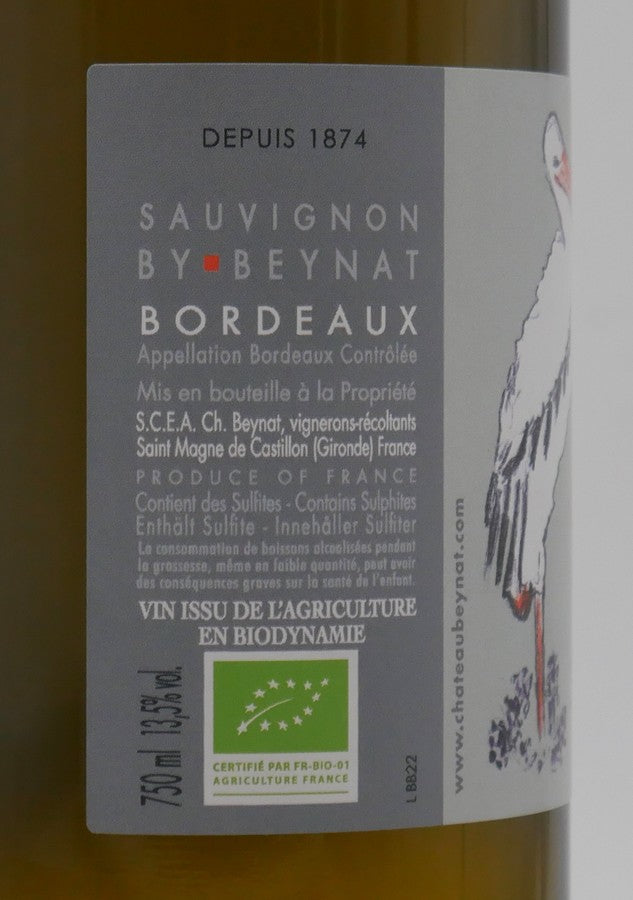 DEPUIS 1874
SAUVIGNON
BY BEYNAT
BORDEAUX
Appellation Bordeaux Contrôlée
Mis en bouteille à la Propriété
S.C.E.A. Ch. Beynat, vignerons-récoltants
Saint Magne de Castillon (Gironde) France
PRODUCE OF FRANCE
Contient des Sulfites - Contains Sulphites
Enthält Sulfite - Innehåller Sulfiter
La consommation de boissons alcoolisées pendant
la grossesse, même en faible quantité, peut avoir
des conséquences graves sur la santé de l'enfant.
VIN ISSU DE L'AGRICULTURE
EN BIODYNAMIE
750 ml 13,5% vol.
CERTIFIÉ PAR FR-BIO-01
AGRICULTURE FRANCE
L BB22
www.chateaubeynat.com